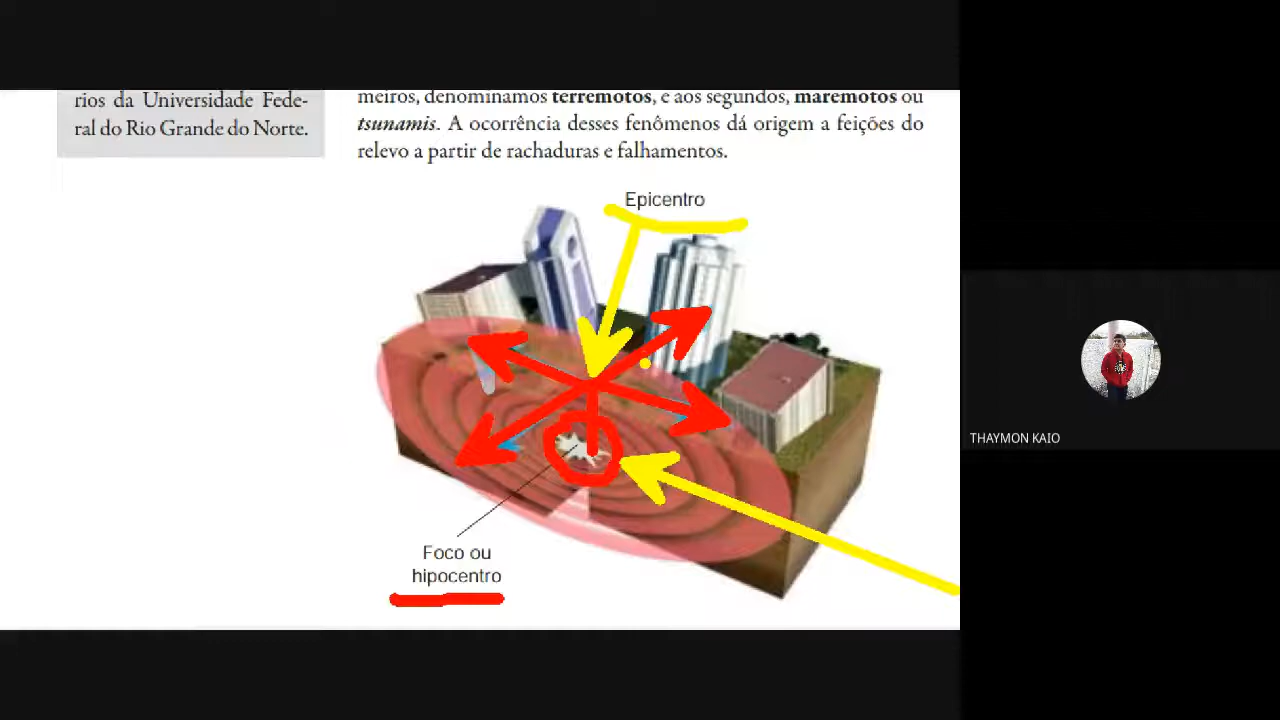 rios da Universidade Fede-
ral do Rio Grande do Norte.
meiros, denominamos terremotos, e aos segundos, maremotos ou
tsunamis. A ocorrência desses fenômenos dá origem a feições do
relevo a partir de rachaduras e falhamentos.
Epicentro
Foco ou
hipocentro
THAYMON KAIO